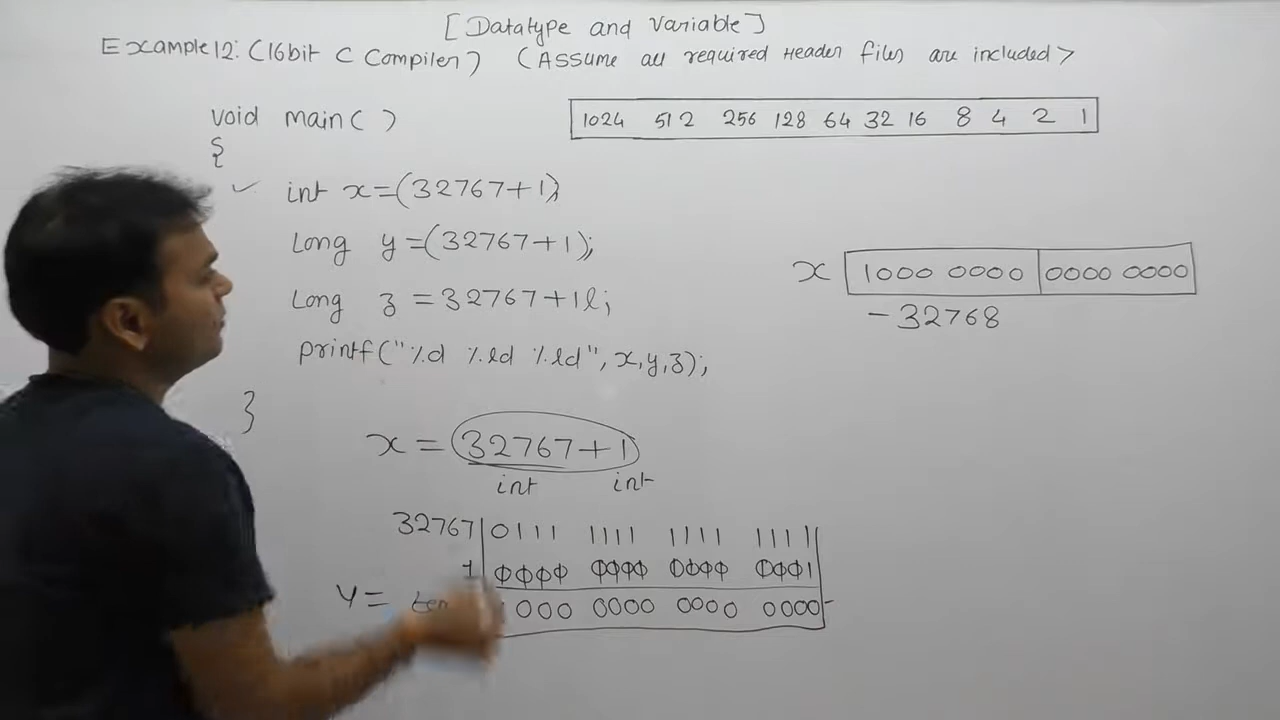 [Datatype and Variable]
Example 12: (16bit C Compiler) (Assume all required Header files are included)
void main( )
1024 512 256 128 64 32 16 8 4 2 1
{
✓ int x=(32767+1);
Long y=(32767+1);
x 1000 0000 0000 0000
Long z = 32767+1l;
-32768
printf("%d %ld %ld", x,y,z);
}
x = 32767+1
int int
32767 0111 1111 1111 1111
1 0000 0000 0000 0001
y = 000 0000 0000 0000